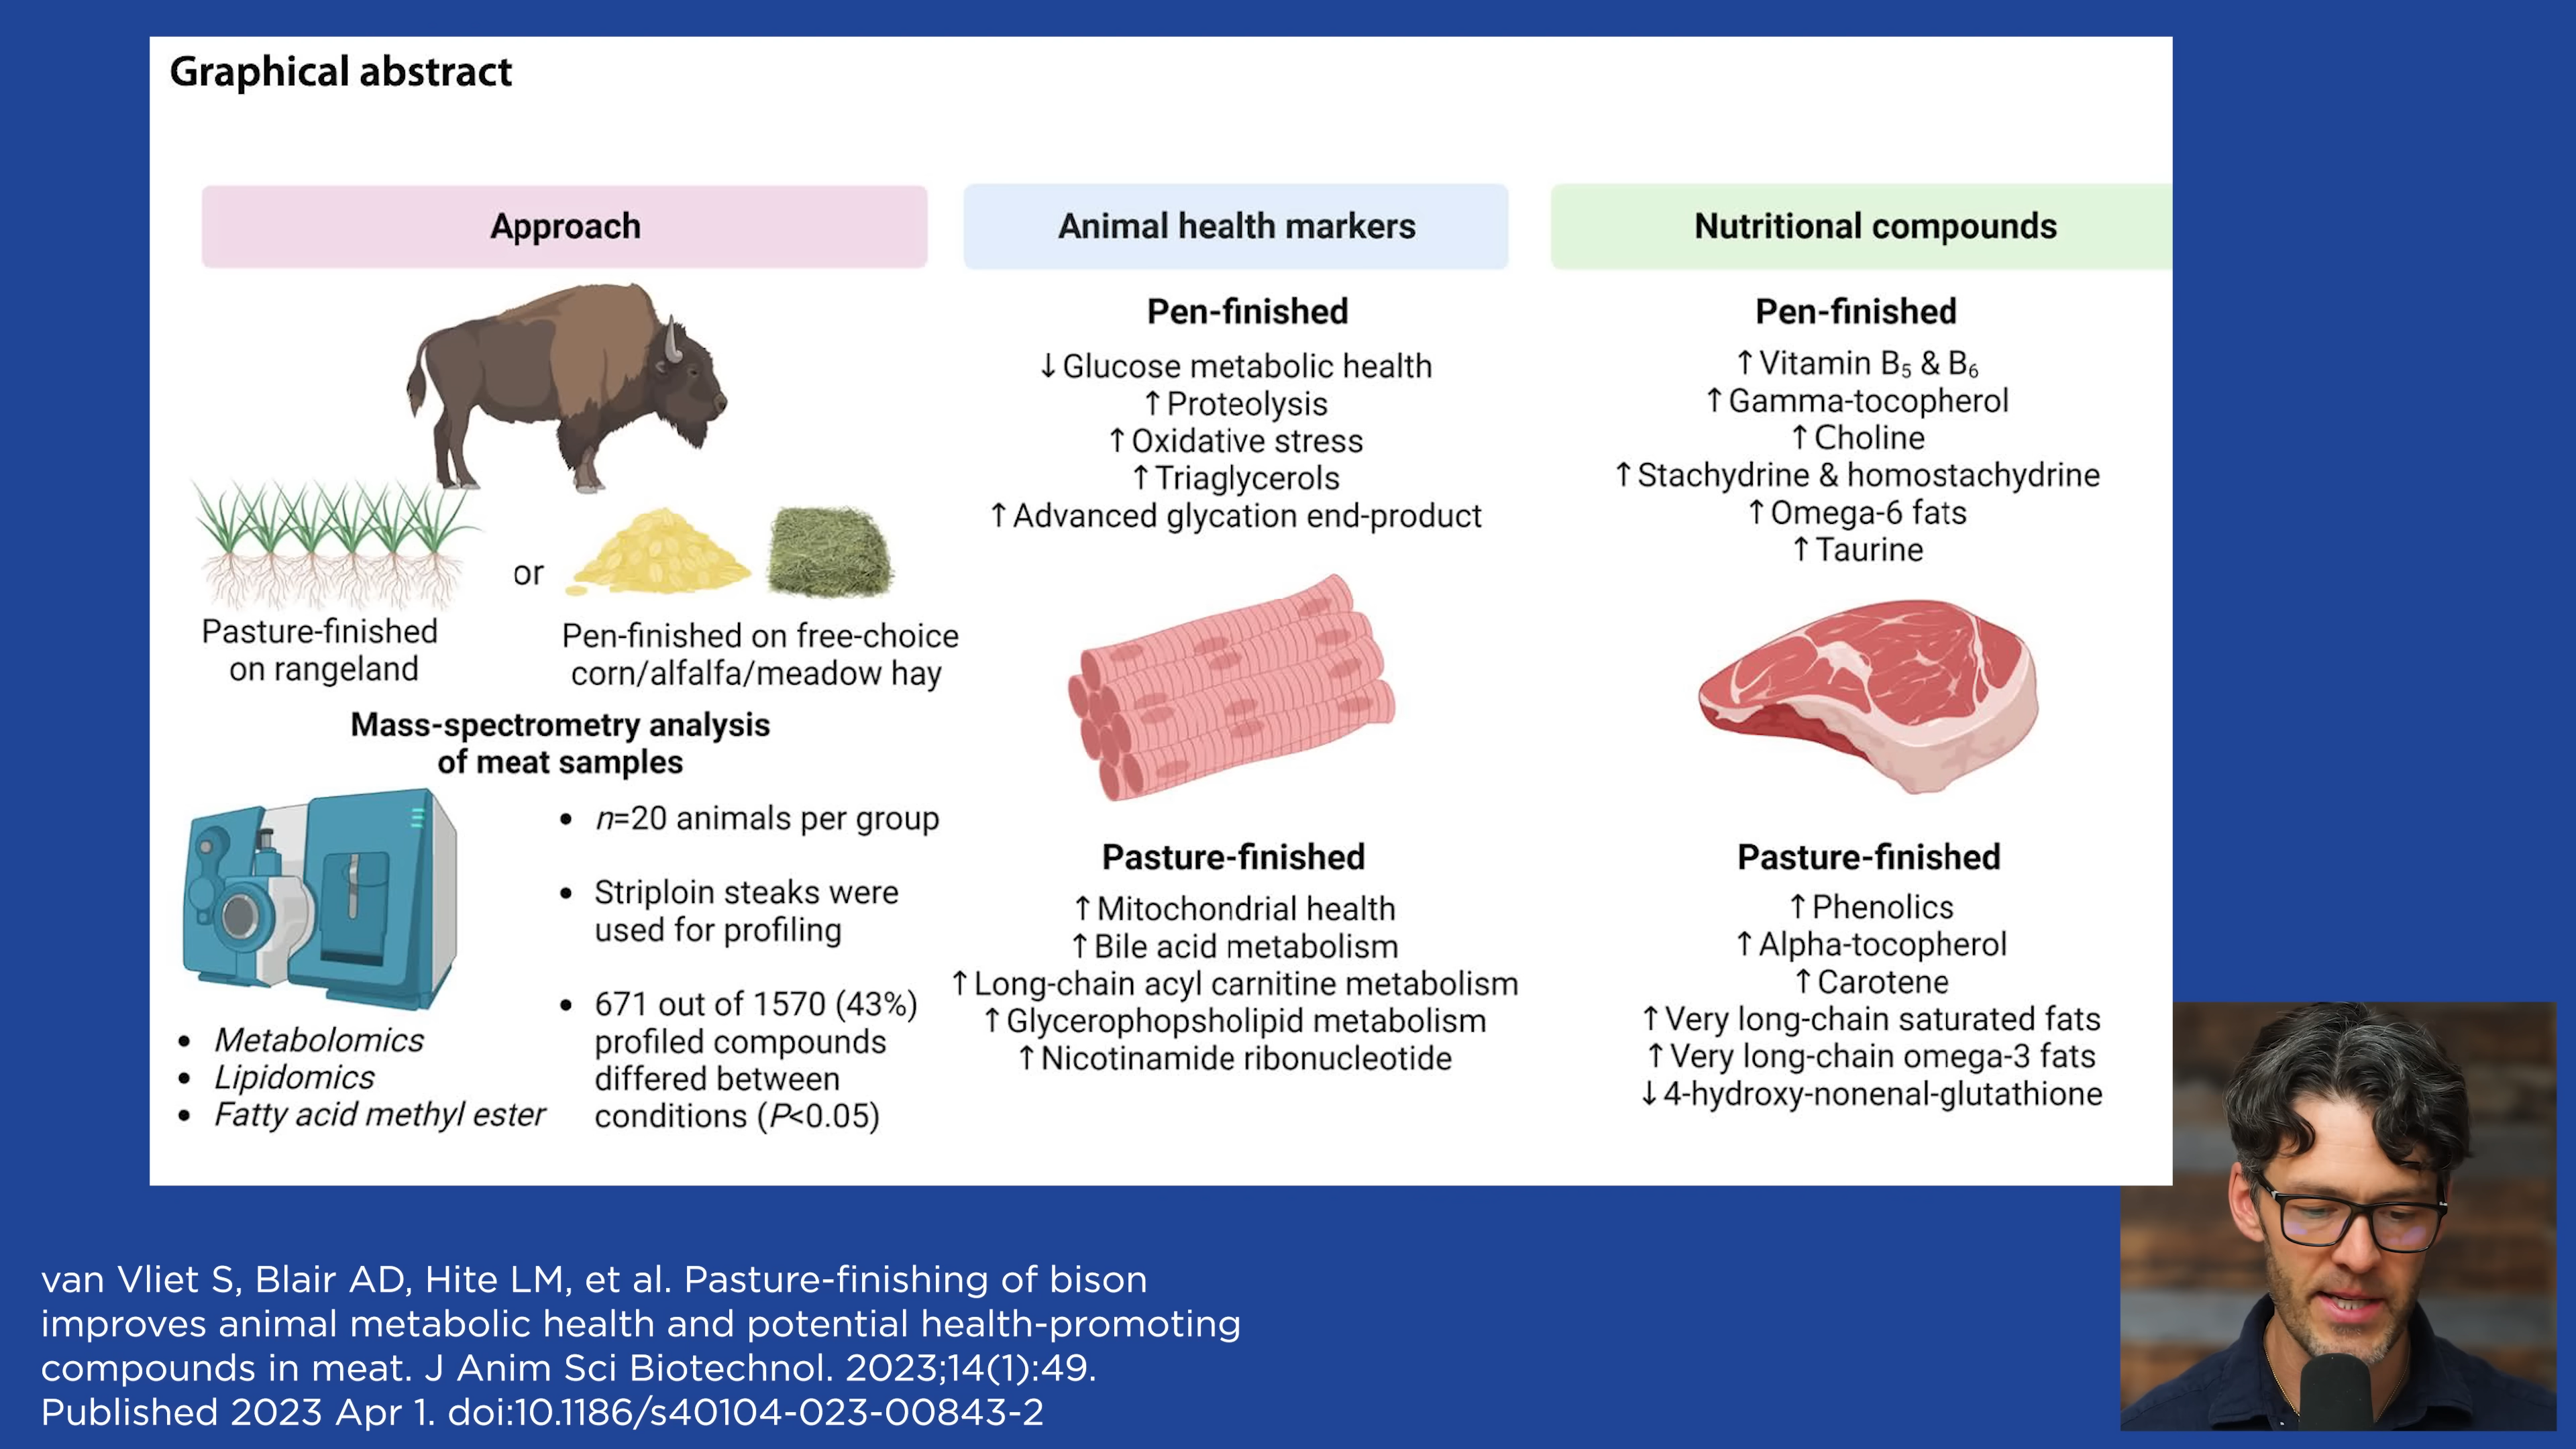 Graphical abstract
Approach
Pasture-finished
on rangeland
or
Pen-finished on free-choice
corn/alfalfa/meadow hay
Mass-spectrometry analysis
of meat samples
• Metabolomics
• Lipidomics
• Fatty acid methyl ester
• n=20 animals per group
• Striploin steaks were
used for profiling
• 671 out of 1570 (43%)
profiled compounds
differed between
conditions (P<0.05)
Animal health markers
Pen-finished
↓Glucose metabolic health
↑Proteolysis
↑Oxidative stress
↑Triaglycerols
↑Advanced glycation end-product
Pasture-finished
↑Mitochondrial health
↑Bile acid metabolism
↑Long-chain acyl carnitine metabolism
↑Glycerophopsholipid metabolism
↑Nicotinamide ribonucleotide
Nutritional compounds
Pen-finished
↑Vitamin B₅ & B₆
↑Gamma-tocopherol
↑Choline
↑Stachydrine & homostachydrine
↑Omega-6 fats
↑Taurine
Pasture-finished
↑Phenolics
↑Alpha-tocopherol
↑Carotene
↑Very long-chain saturated fats
↑Very long-chain omega-3 fats
↓4-hydroxy-nonenal-glutathione
van Vliet S, Blair AD, Hite LM, et al. Pasture-finishing of bison
improves animal metabolic health and potential health-promoting
compounds in meat. J Anim Sci Biotechnol. 2023;14(1):49.
Published 2023 Apr 1. doi:10.1186/s40104-023-00843-2